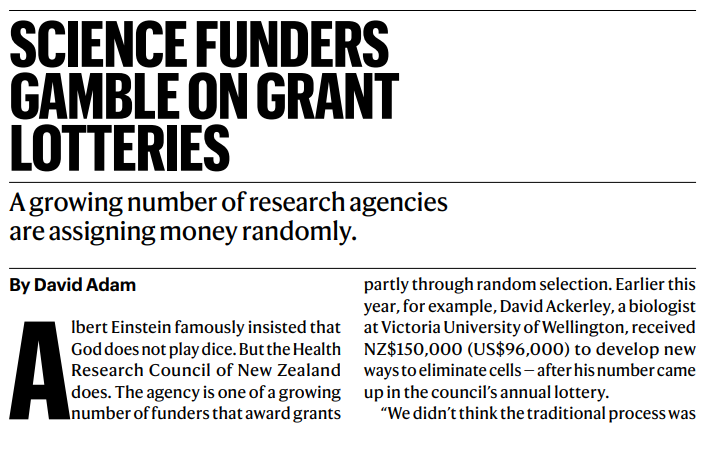 SCIENCE FUNDERS
GAMBLE ON GRANT
LOTTERIES
A growing number of research agencies
are assigning money randomly.
By David Adam
Albert Einstein famously insisted that
God does not play dice. But the Health
Research Council of New Zealand
does. The agency is one of a growing
number of funders that award grants
partly through random selection. Earlier this
year, for example, David Ackerley, a biologist
at Victoria University of Wellington, received
NZ$150,000 (US$96,000) to develop new
ways to eliminate cells — after his number came
up in the council’s annual lottery.
“We didn’t think the traditional process was